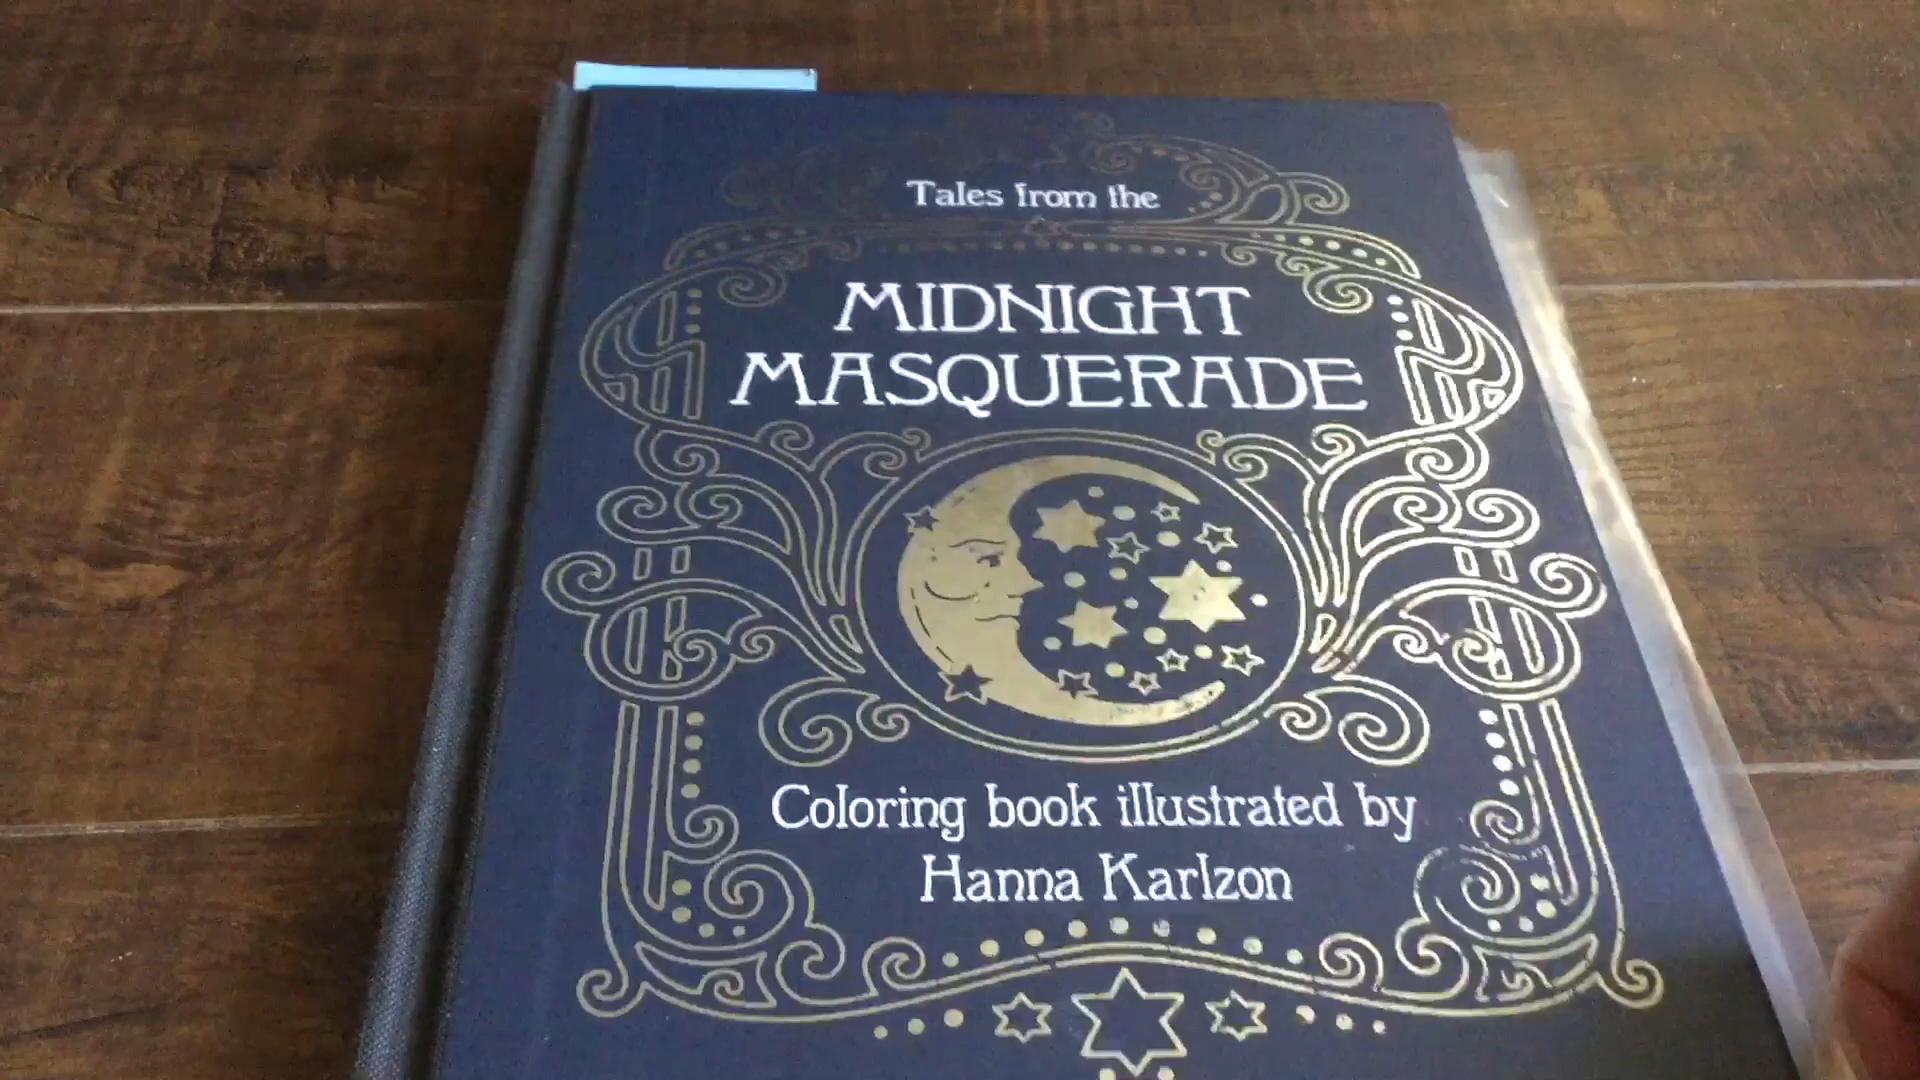 Tales from the
MIDNIGHT
MASQUERADE
Coloring book illustrated by
Hanna Karlzon